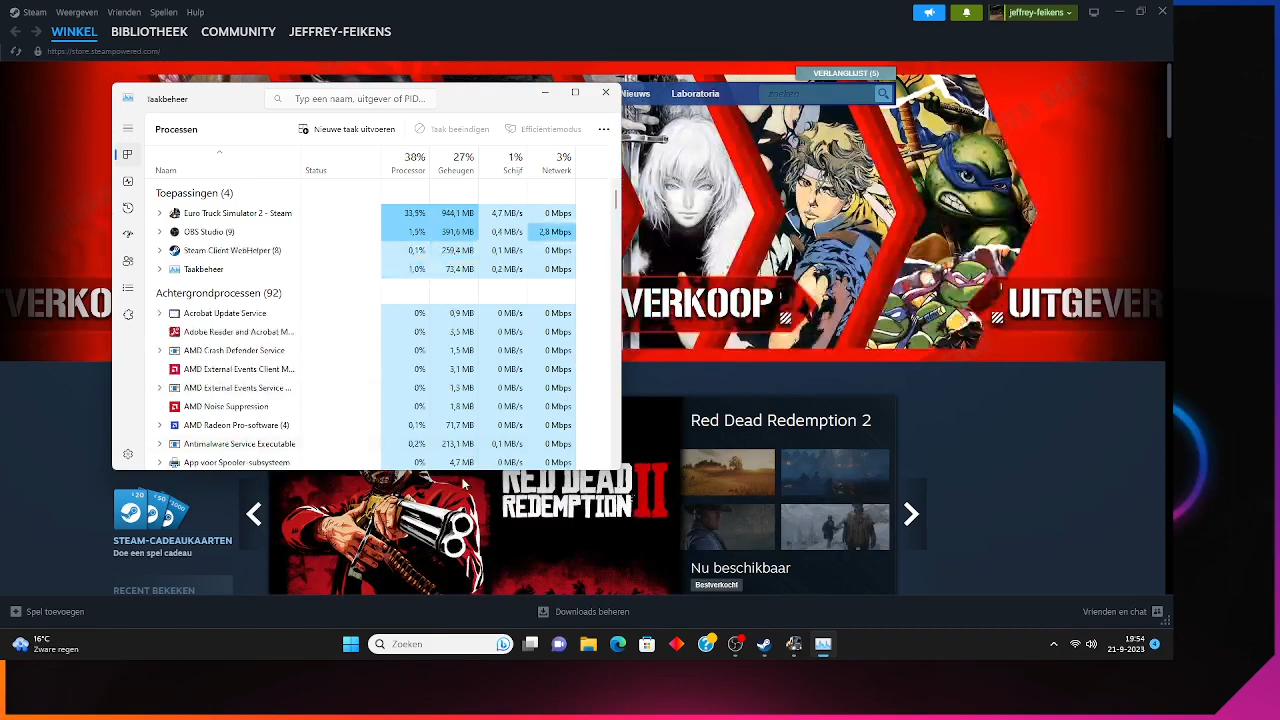 Steam Weergeven Vrienden Spellen Help
jeffrey-feikens
WINKEL BIBLIOTHEEK COMMUNITY JEFFREY-FEIKENS
https://store.steampowered.com/
VERLANGLIJST (5)
Nieuws Laboratoria zoeken
Taakbeheer
Typ een naam, uitgever of PID...
Processen
Nieuwe taak uitvoeren
Taak beeindigen
Efficiëntiemodus
...
38% 27% 1% 3%
Naam Status Processor Geheugen Schijf Netwerk
Toepassingen (4)
Euro Truck Simulator 2 - Steam 33,5% 944,1 MB 4,7 MB/s 0 Mbps
OBS Studio (9) 1,5% 391,6 MB 0,4 MB/s 2,8 Mbps
Steam Client WebHelper (8) 0,1% 259,4 MB 0,1 MB/s 0 Mbps
Taakbeheer 1,0% 73,4 MB 0,2 MB/s 0 Mbps
Achtergrondprocessen (92)
Acrobat Update Service 0% 0,9 MB 0 MB/s 0 Mbps
Adobe Reader and Acrobat M... 0% 3,5 MB 0 MB/s 0 Mbps
AMD Crash Defender Service 0% 1,5 MB 0 MB/s 0 Mbps
AMD External Events Client M... 0% 3,1 MB 0 MB/s 0 Mbps
AMD External Events Service ... 0% 1,3 MB 0 MB/s 0 Mbps
AMD Noise Suppression 0% 1,8 MB 0 MB/s 0 Mbps
AMD Radeon Pro-software (4) 0,1% 71,7 MB 0 MB/s 0 Mbps
Antimalware Service Executable 0,2% 213,1 MB 0,1 MB/s 0 Mbps
App voor Spooler-subsysteem 0% 4,7 MB 0 MB/s 0 Mbps
TVERKO
VERKOOP
UITGEVER
STEAM-CADEAUKAARTEN
Doe een spel cadeau
RECENT BEKEKEN
RED DEAD
REDEMPTION II
Red Dead Redemption 2
Nu beschikbaar
Bestverkocht
Spel toevoegen
Downloads beheren
Vrienden en chat
16°C
Zware regen
Zoeken
19:54
21-9-2023
4